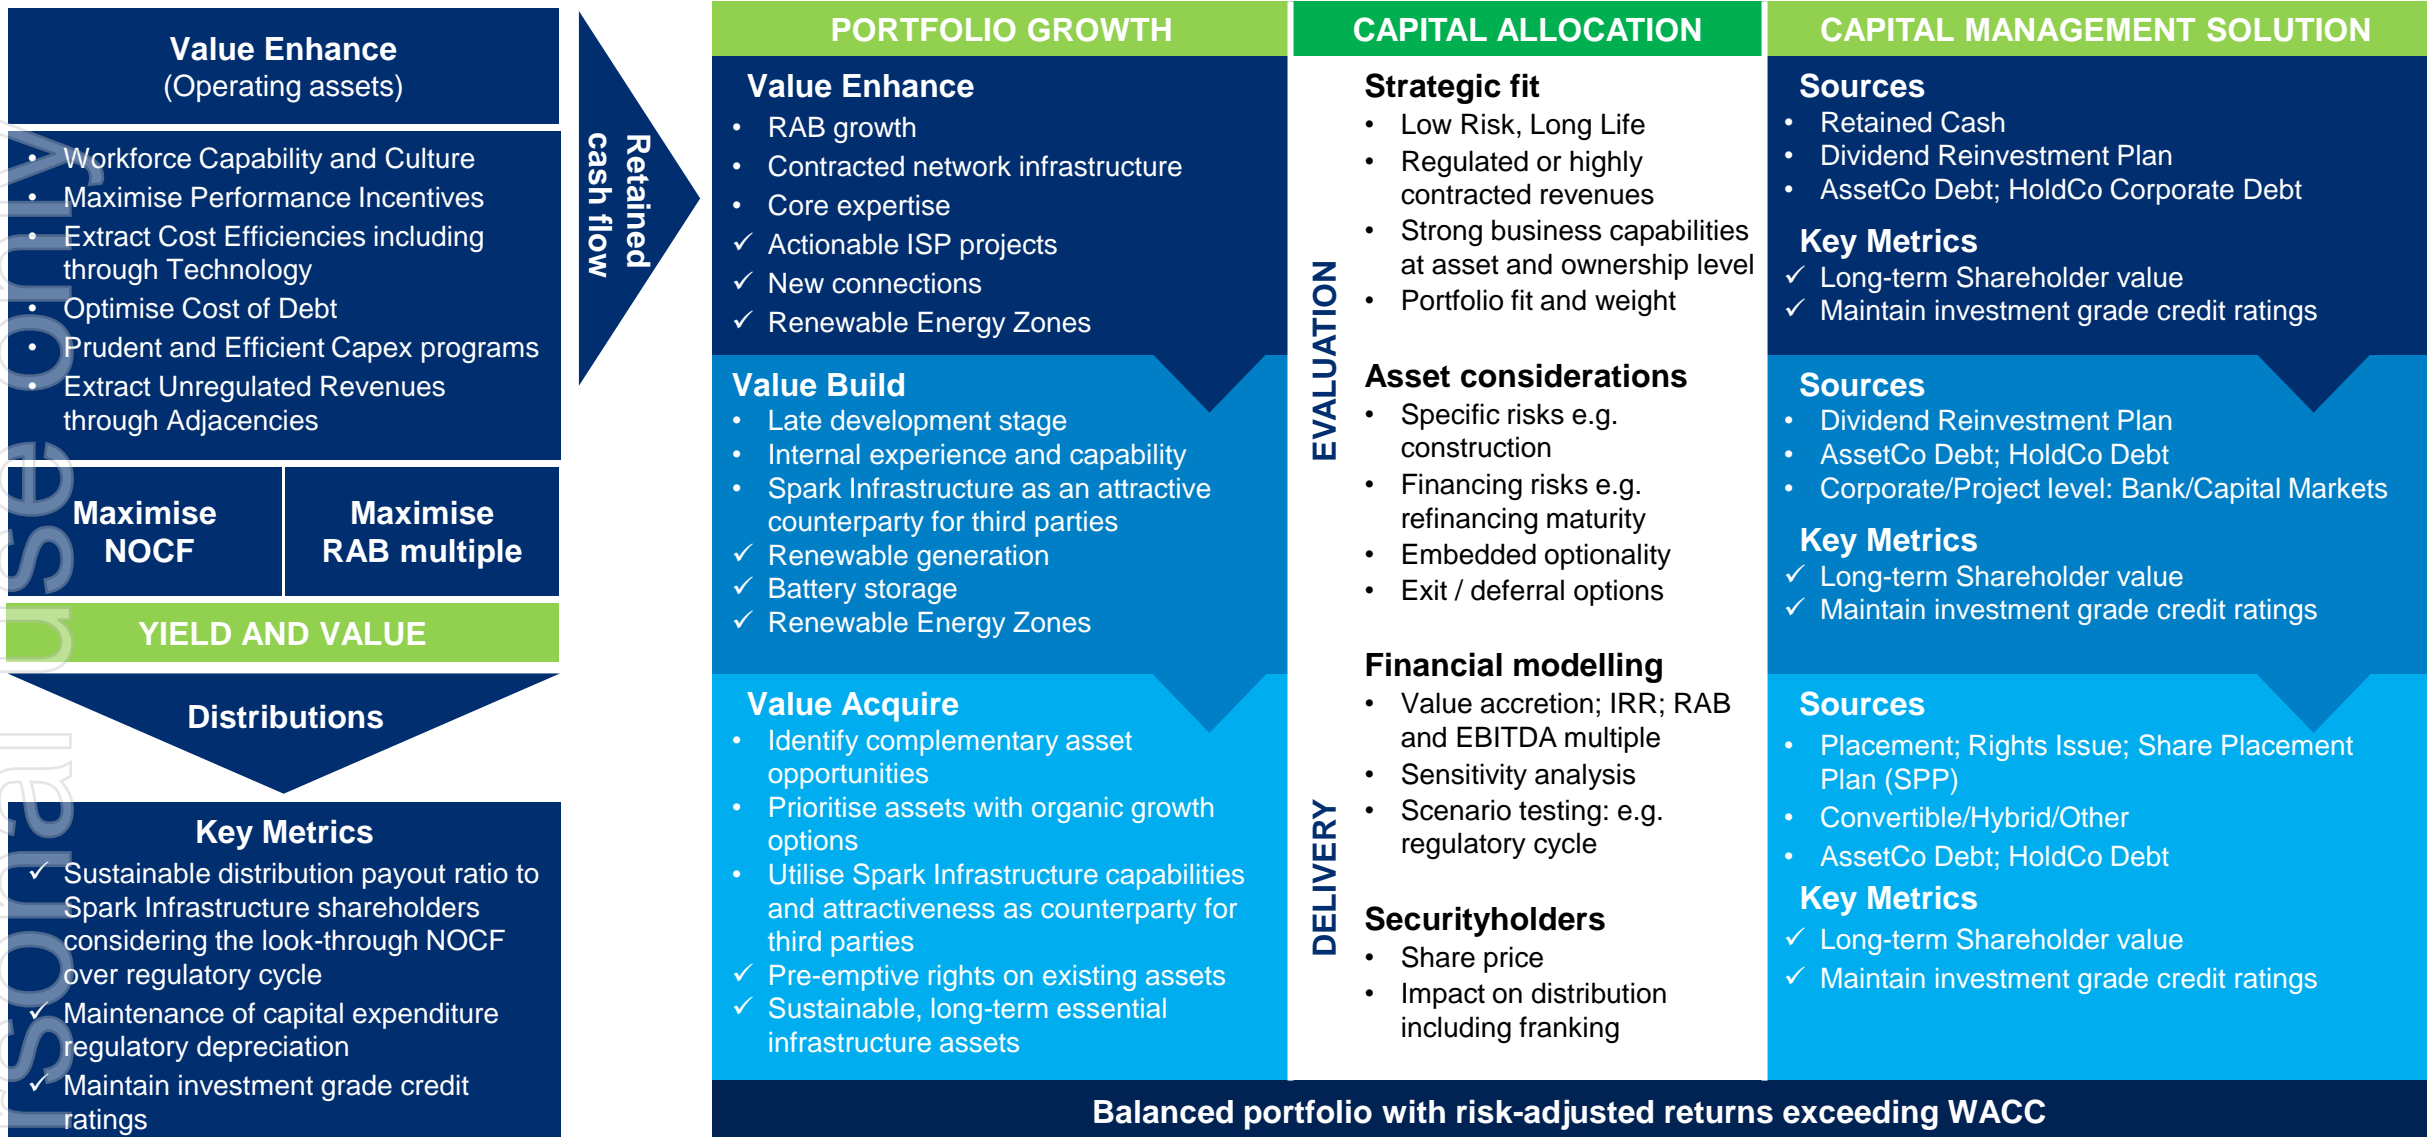 Value Enhance
(Operating assets)
• Workforce Capability and Culture
• Maximise Performance Incentives
• Extract Cost Efficiencies including
through Technology
• Optimise Cost of Debt
• Prudent and Efficient Capex programs
• Extract Unregulated Revenues
through Adjacencies
Maximise
NOCF
Maximise
RAB multiple
YIELD AND VALUE
Distributions
Key Metrics
✓ Sustainable distribution payout ratio to
Spark Infrastructure shareholders
considering the look-through NOCF
over regulatory cycle
✓ Maintenance of capital expenditure
regulatory depreciation
✓ Maintain investment grade credit
ratings
Retained
cash flow
PORTFOLIO GROWTH
Value Enhance
• RAB growth
• Contracted network infrastructure
• Core expertise
✓ Actionable ISP projects
✓ New connections
✓ Renewable Energy Zones
Value Build
• Late development stage
• Internal experience and capability
• Spark Infrastructure as an attractive
counterparty for third parties
✓ Renewable generation
✓ Battery storage
✓ Renewable Energy Zones
Value Acquire
• Identify complementary asset
opportunities
• Prioritise assets with organic growth
options
• Utilise Spark Infrastructure capabilities
and attractiveness as counterparty for
third parties
✓ Pre-emptive rights on existing assets
✓ Sustainable, long-term essential
infrastructure assets
CAPITAL ALLOCATION
EVALUATION
Strategic fit
• Low Risk, Long Life
• Regulated or highly
contracted revenues
• Strong business capabilities
at asset and ownership level
• Portfolio fit and weight
Asset considerations
• Specific risks e.g.
construction
• Financing risks e.g.
refinancing maturity
• Embedded optionality
• Exit / deferral options
DELIVERY
Financial modelling
• Value accretion; IRR; RAB
and EBITDA multiple
• Sensitivity analysis
• Scenario testing: e.g.
regulatory cycle
Securityholders
• Share price
• Impact on distribution
including franking
CAPITAL MANAGEMENT SOLUTION
Sources
• Retained Cash
• Dividend Reinvestment Plan
• AssetCo Debt; HoldCo Corporate Debt
Key Metrics
✓ Long-term Shareholder value
✓ Maintain investment grade credit ratings
Sources
• Dividend Reinvestment Plan
• AssetCo Debt; HoldCo Debt
• Corporate/Project level: Bank/Capital Markets
Key Metrics
✓ Long-term Shareholder value
✓ Maintain investment grade credit ratings
Sources
• Placement; Rights Issue; Share Placement
Plan (SPP)
• Convertible/Hybrid/Other
• AssetCo Debt; HoldCo Debt
Key Metrics
✓ Long-term Shareholder value
✓ Maintain investment grade credit ratings
Balanced portfolio with risk-adjusted returns exceeding WACC
rsonal use only